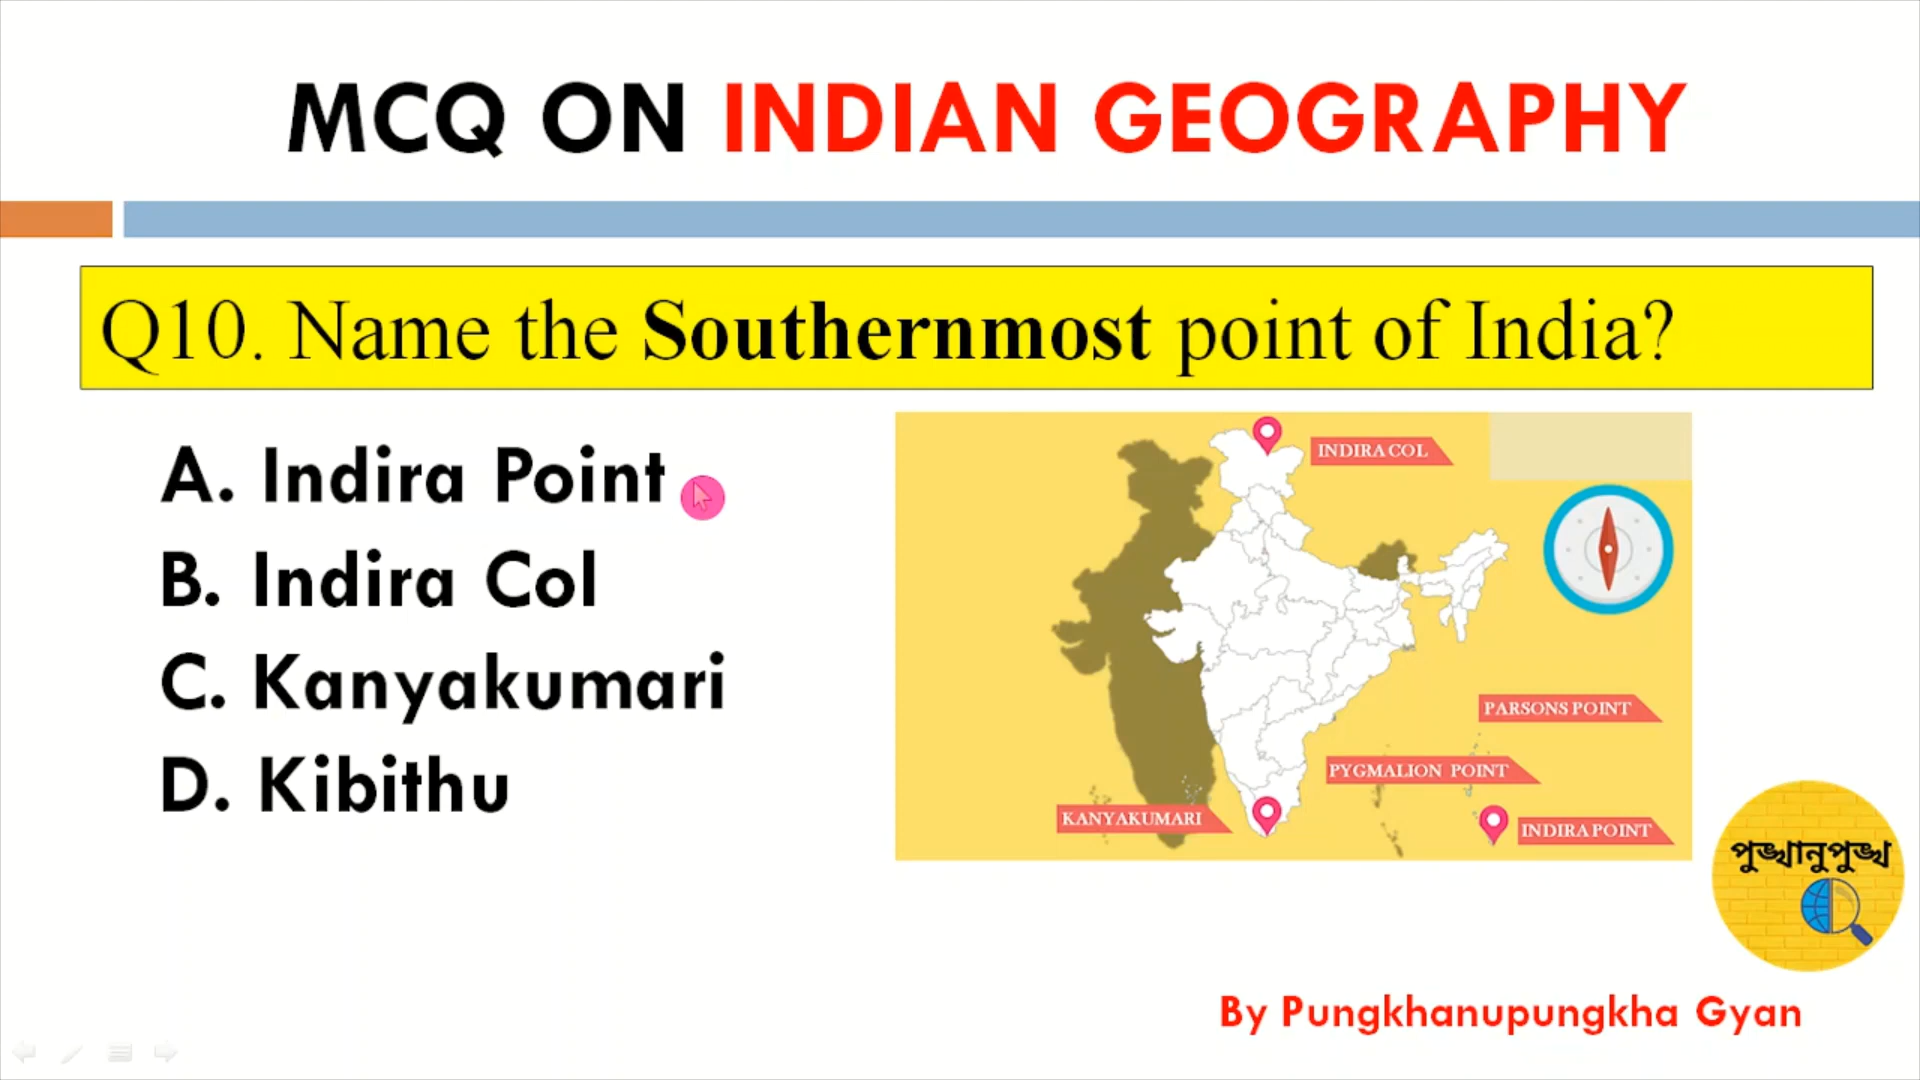 MCQ ON INDIAN GEOGRAPHY
Q10. Name the Southernmost point of India?
A. Indira Point
B. Indira Col
C. Kanyakumari
D. Kibithu
INDIRA COL
PARSONS POINT
PYGMALION POINT
KANYAKUMARI
INDIRA POINT
পুঙ্খানুপুঙ্খ
By Pungkhanupungkha Gyan